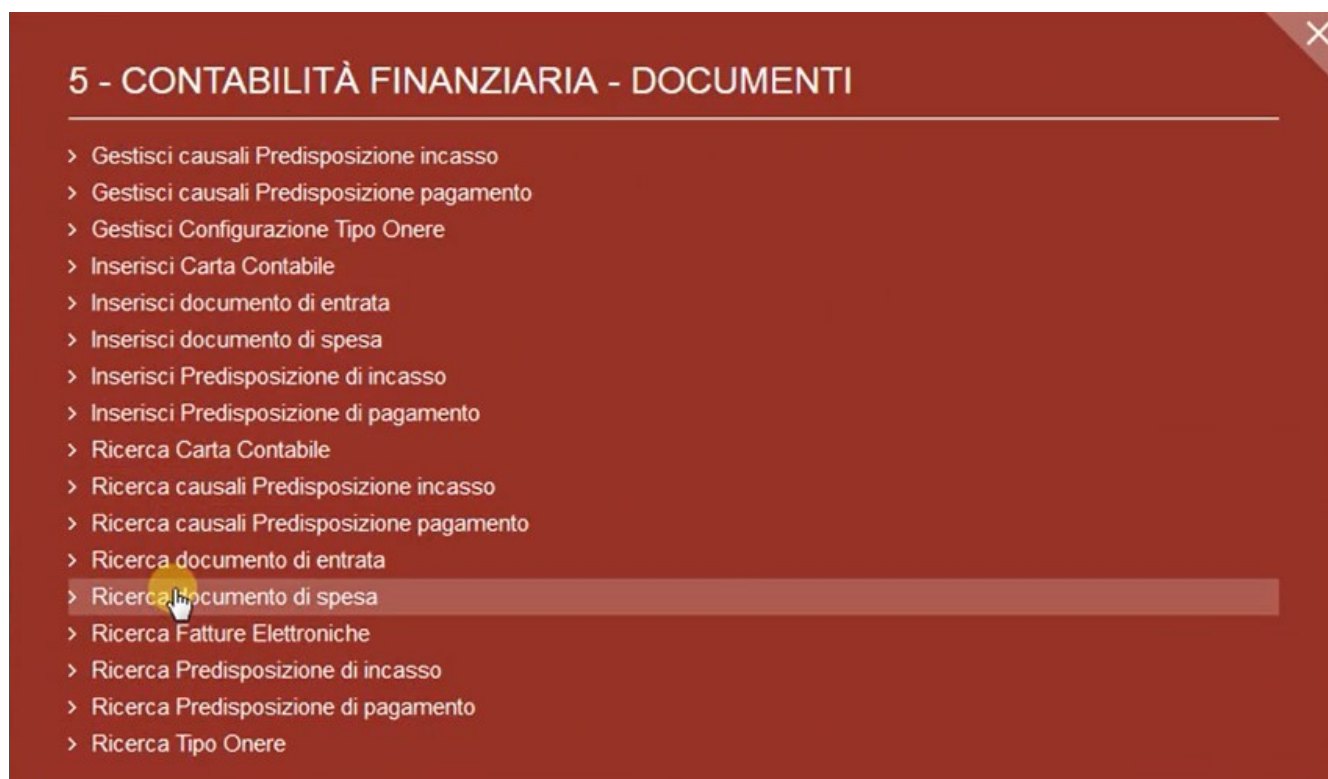 5 - CONTABILITÀ FINANZIARIA - DOCUMENTI
> Gestisci causali Predisposizione incasso
> Gestisci causali Predisposizione pagamento
> Gestisci Configurazione Tipo Onere
> Inserisci Carta Contabile
> Inserisci documento di entrata
> Inserisci documento di spesa
> Inserisci Predisposizione di incasso
> Inserisci Predisposizione di pagamento
> Ricerca Carta Contabile
> Ricerca causali Predisposizione incasso
> Ricerca causali Predisposizione pagamento
> Ricerca documento di entrata
> Ricerca documento di spesa
> Ricerca Fatture Elettroniche
> Ricerca Predisposizione di incasso
> Ricerca Predisposizione di pagamento
> Ricerca Tipo Onere